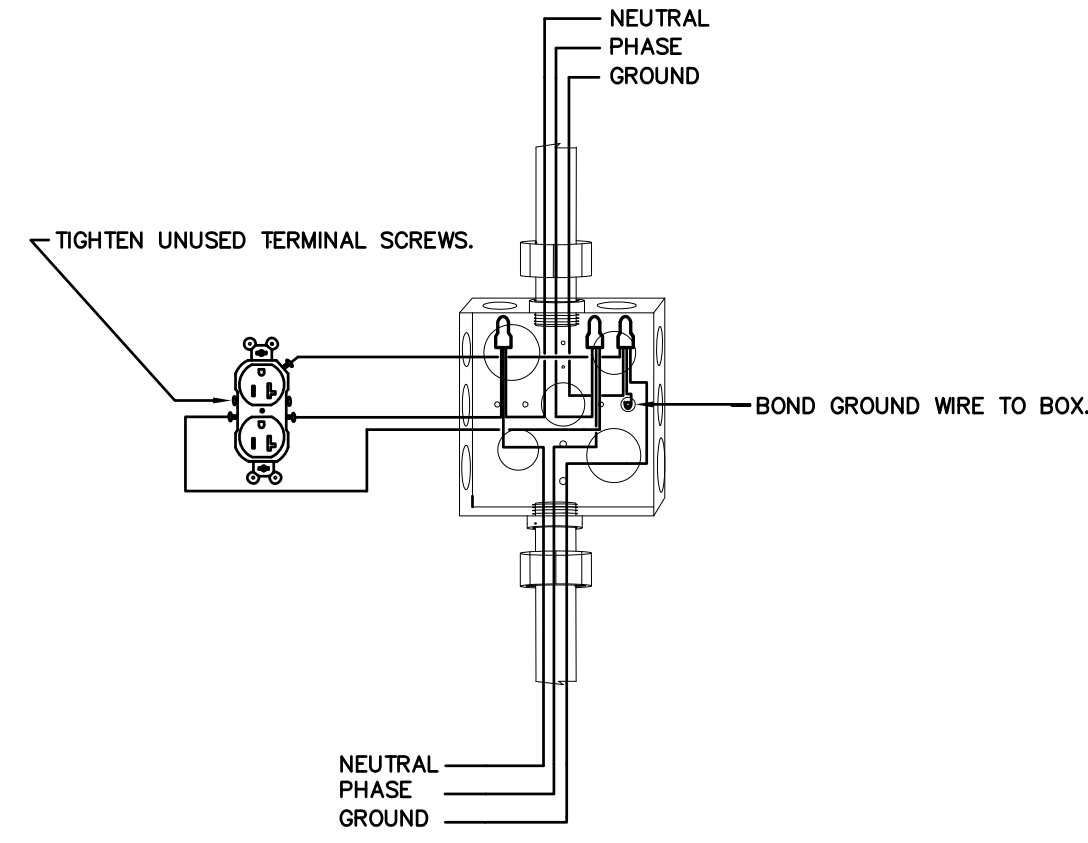 NEUTRAL
PHASE
GROUND
TIGHTEN UNUSED TERMINAL SCREWS.
BOND GROUND WIRE TO BOX.
NEUTRAL
PHASE
GROUND